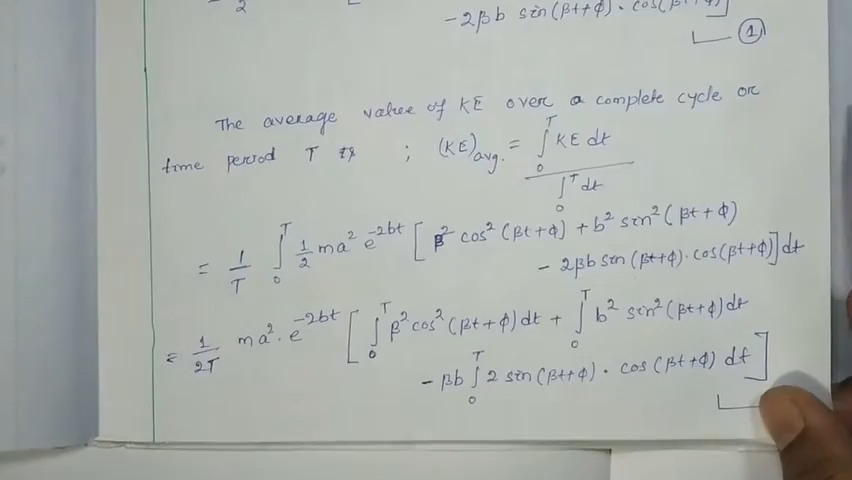 - 2βb sin(βt+ϕ)·cos(βt+ϕ)]
①
The average value of KE over a complete cycle or
time period T is ; (KE)avg. = ∫₀ᵀ KE dt / ∫₀ᵀ dt
= 1/T ∫₀ᵀ 1/2 ma² e^-2bt [β² cos²(βt+ϕ) + b² sin²(βt+ϕ)
- 2βb sin(βt+ϕ)·cos(βt+ϕ)]dt
= 1/2T ma²· e^-2bt [∫₀ᵀ β² cos²(βt+ϕ)dt + ∫₀ᵀ b² sin²(βt+ϕ)dt
- βb ∫₀ᵀ 2 sin(βt+ϕ)· cos(βt+ϕ) dt]